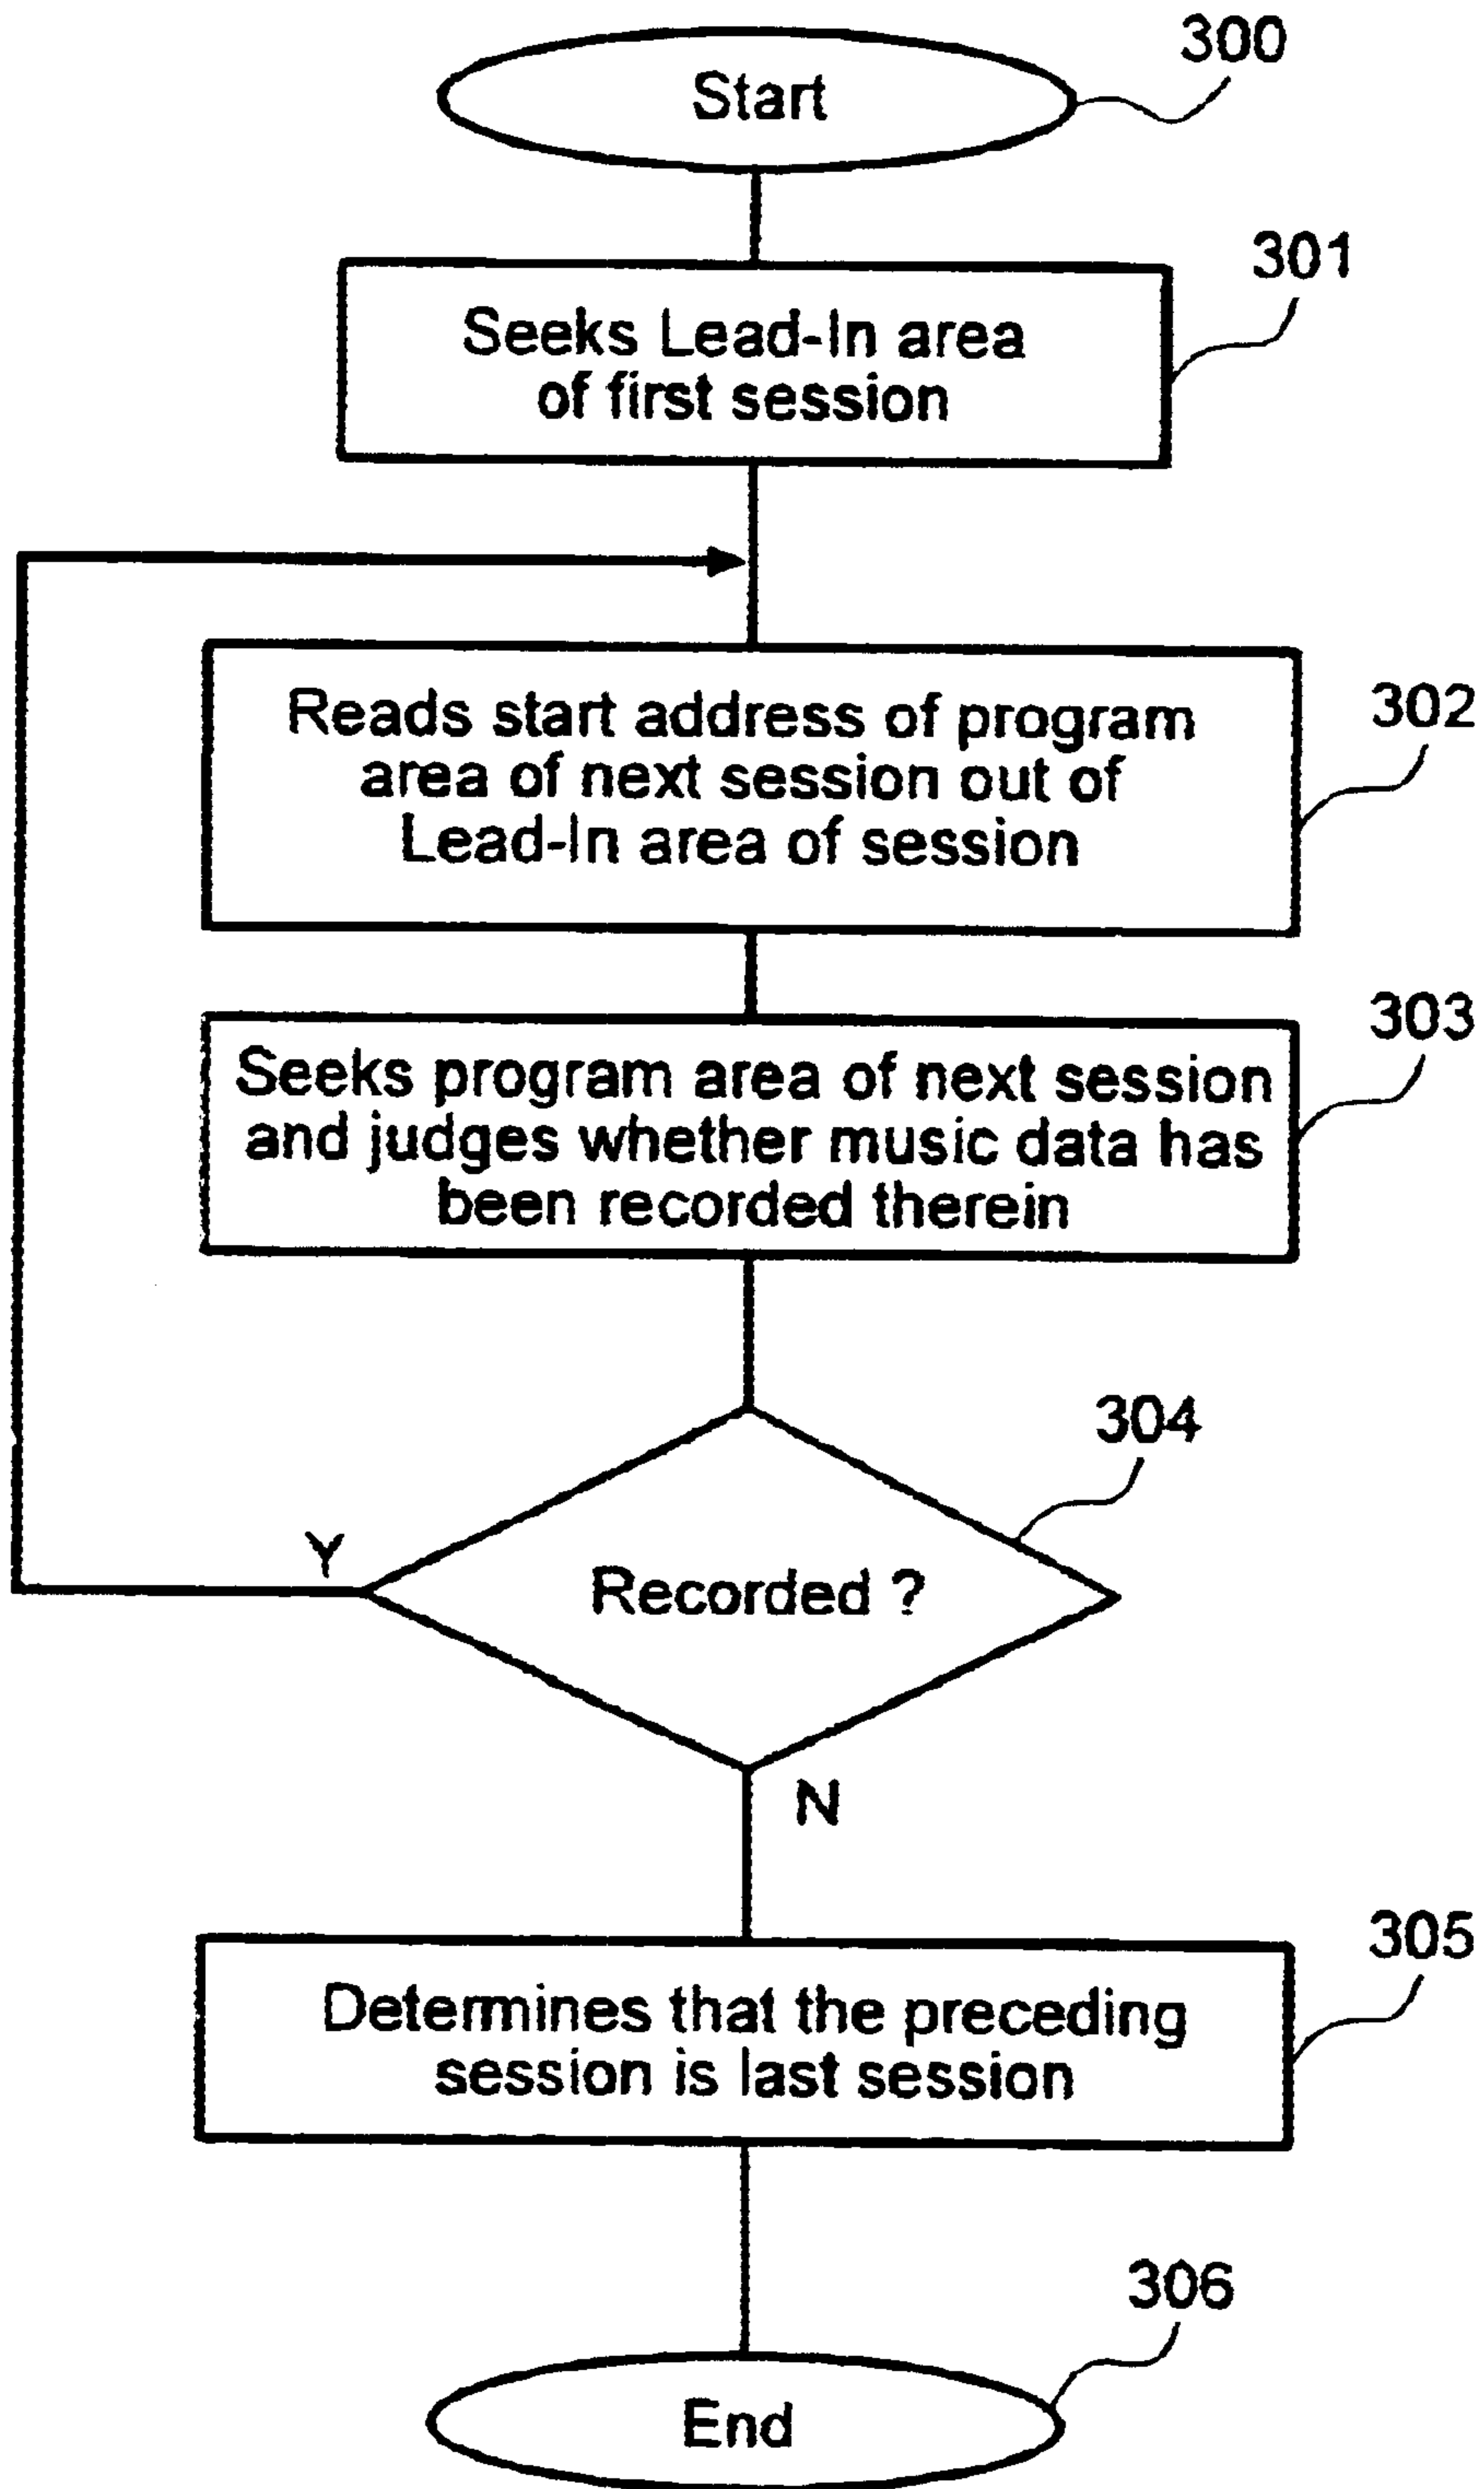 300
Start
301
Seeks Lead-In area
of first session
302
Reads start address of program
area of next session out of
Lead-In area of session
303
Seeks program area of next session
and judges whether music data has
been recorded therein
304
Y
Recorded ?
N
305
Determines that the preceding
session is last session
306
End